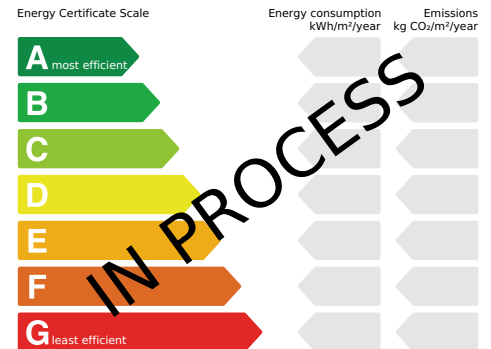 Energy Certificate Scale
Energy consumption
kWh/m²/year
Emissions
kg CO₂/m²/year
A most efficient
B
C
D
E
F
G least efficient
IN PROCESS